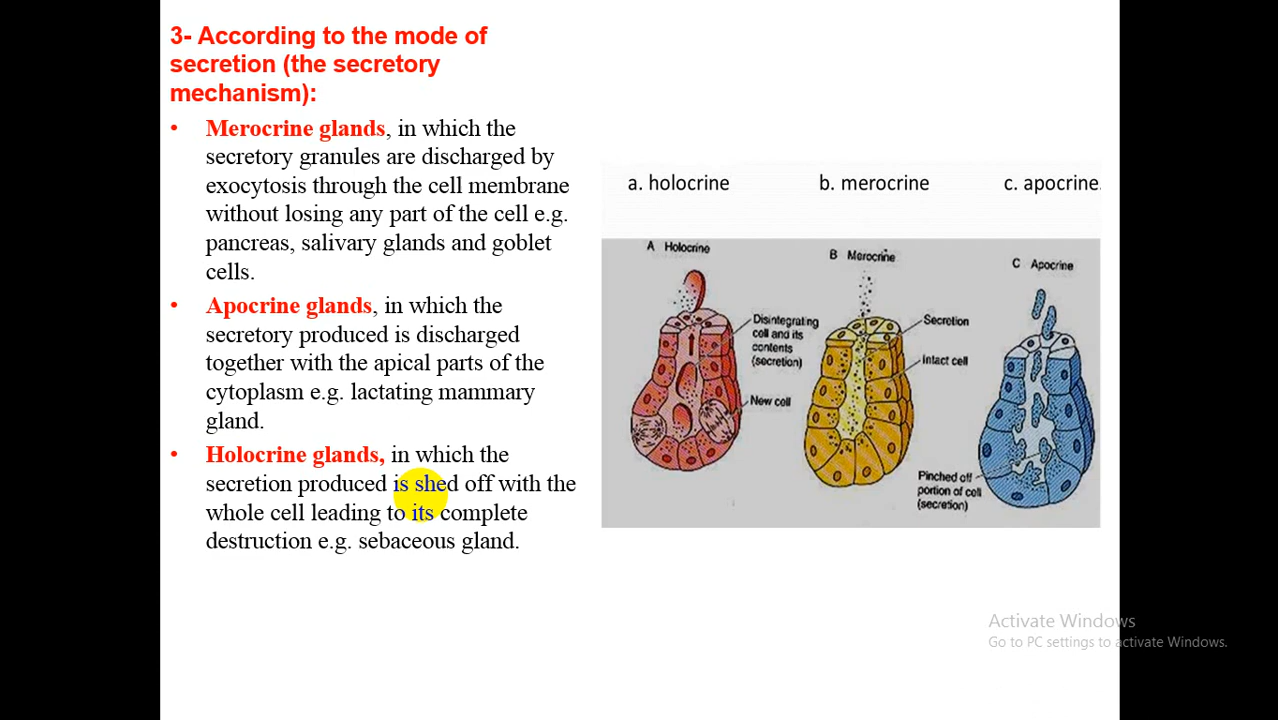 3- According to the mode of
secretion (the secretory
mechanism):
• Merocrine glands, in which the
secretory granules are discharged by
exocytosis through the cell membrane
without losing any part of the cell e.g.
pancreas, salivary glands and goblet
cells.
• Apocrine glands, in which the
secretory produced is discharged
together with the apical parts of the
cytoplasm e.g. lactating mammary
gland.
• Holocrine glands, in which the
secretion produced is shed off with the
whole cell leading to its complete
destruction e.g. sebaceous gland.
a. holocrine
b. merocrine
c. apocrine.
A Holocrine
B Merocrine
C Apocrine
Disintegrating
cell and its
contents
(secretion)
New cell
Secretion
Intact cell
Pinched off
portion of cell
(secretion)
Activate Windows
Go to PC settings to activate Windows.